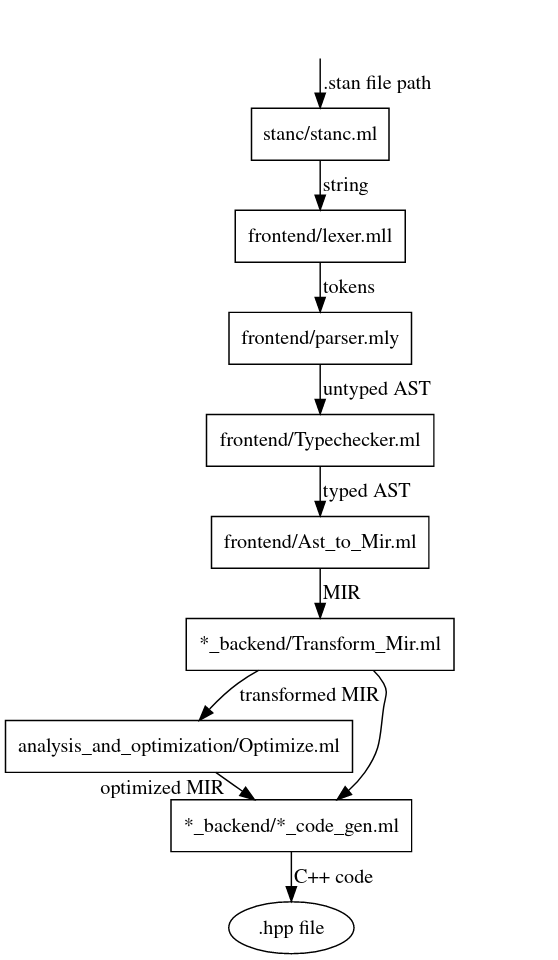 .stan file path
stanc/stanc.ml
string
frontend/lexer.mll
tokens
frontend/parser.mly
untyped AST
frontend/Typechecker.ml
typed AST
frontend/Ast_to_Mir.ml
MIR
*_backend/Transform_Mir.ml
transformed MIR
analysis_and_optimization/Optimize.ml
optimized MIR
*_backend/*_code_gen.ml
C++ code
.hpp file